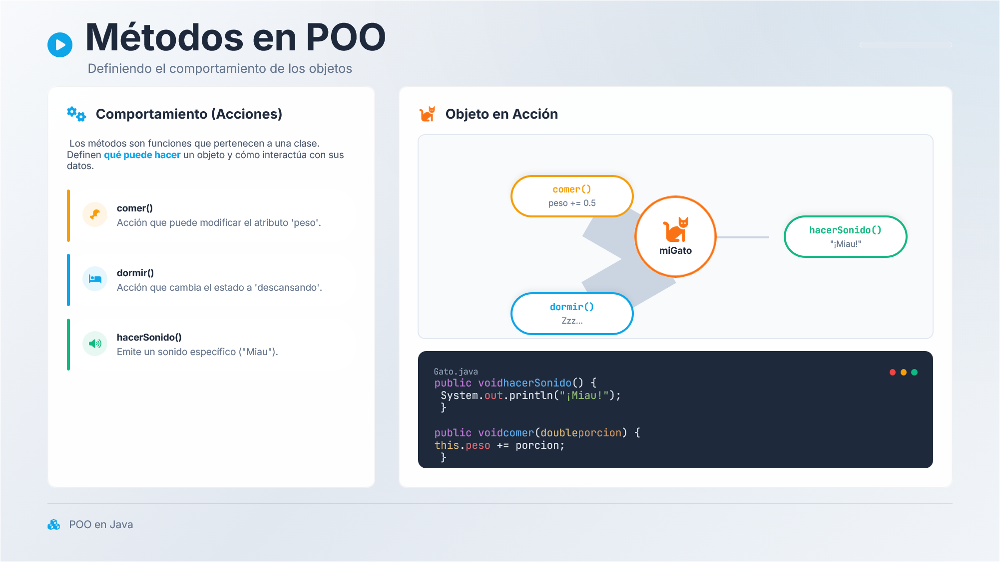 Métodos en POO
Definiendo el comportamiento de los objetos
Comportamiento (Acciones)
Los métodos son funciones que pertenecen a una clase.
Definen qué puede hacer un objeto y cómo interactúa con sus
datos.
comer()
Acción que puede modificar el atributo 'peso'.
dormir()
Acción que cambia el estado a 'descansando'.
hacerSonido()
Emite un sonido específico ("Miau").
Objeto en Acción
comer()
peso += 0.5
miGato
hacerSonido()
"¡Miau!"
dormir()
Zzz...
Gato.java
public voidhacerSonido() {
System.out.println("¡Miau!");
}
public voidcomer(doubleporcion) {
this.peso += porcion;
}
POO en Java